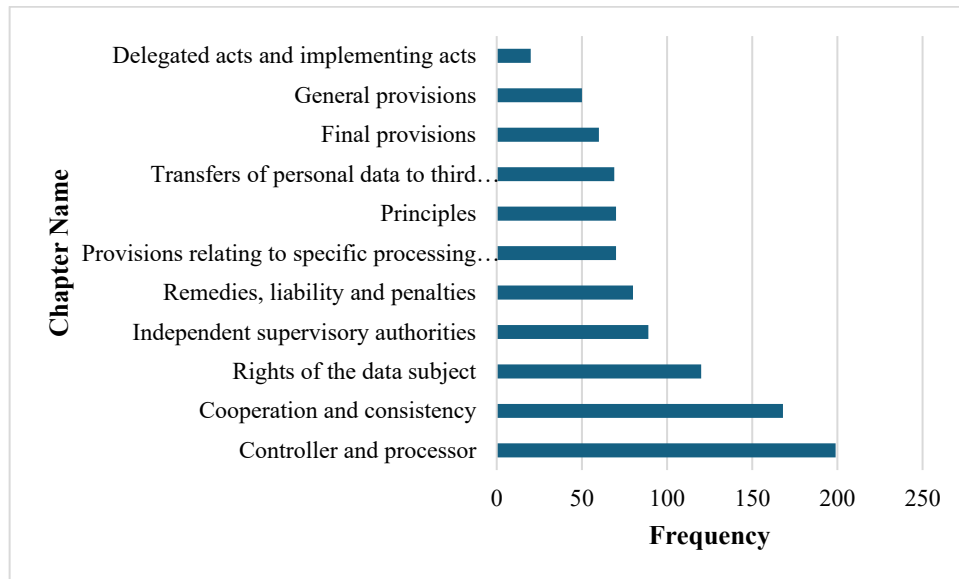 Delegated acts and implementing acts
General provisions
Final provisions
Transfers of personal data to third…
Principles
Provisions relating to specific processing…
Remedies, liability and penalties
Independent supervisory authorities
Rights of the data subject
Cooperation and consistency
Controller and processor
Chapter Name
0 50 100 150 200 250
Frequency